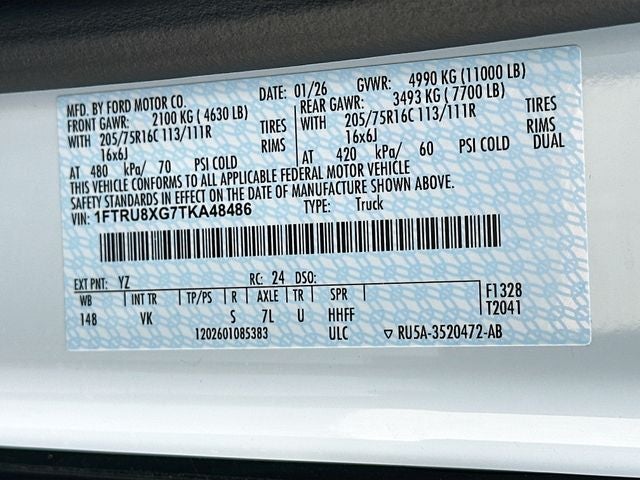 MFD. BY FORD MOTOR CO.
DATE: 01/26 GVWR: 4990 KG (11000 LB)
FRONT GAWR: 2100 KG (4630 LB)
REAR GAWR: 3493 KG (7700 LB)
WITH 205/75R16C 113/111R TIRES
WITH 205/75R16C 113/111R TIRES
16x6J RIMS
16x6J RIMS
AT 480 kPa/ 70 PSI COLD
AT 420 kPa/ 60 PSI COLD DUAL
THIS VEHICLE CONFORMS TO ALL APPLICABLE FEDERAL MOTOR VEHICLE
SAFETY STANDARDS IN EFFECT ON THE DATE OF MANUFACTURE SHOWN ABOVE.
VIN: 1FTRU8XG7TKA48486 TYPE: Truck
EXT PNT: YZ RC: 24 DSO:
WB INT TR TP/PS R AXLE TR SPR F1328
148 VK S 7L U HHFF T2041
1202601085383 ULC ▽ RU5A-3520472-AB